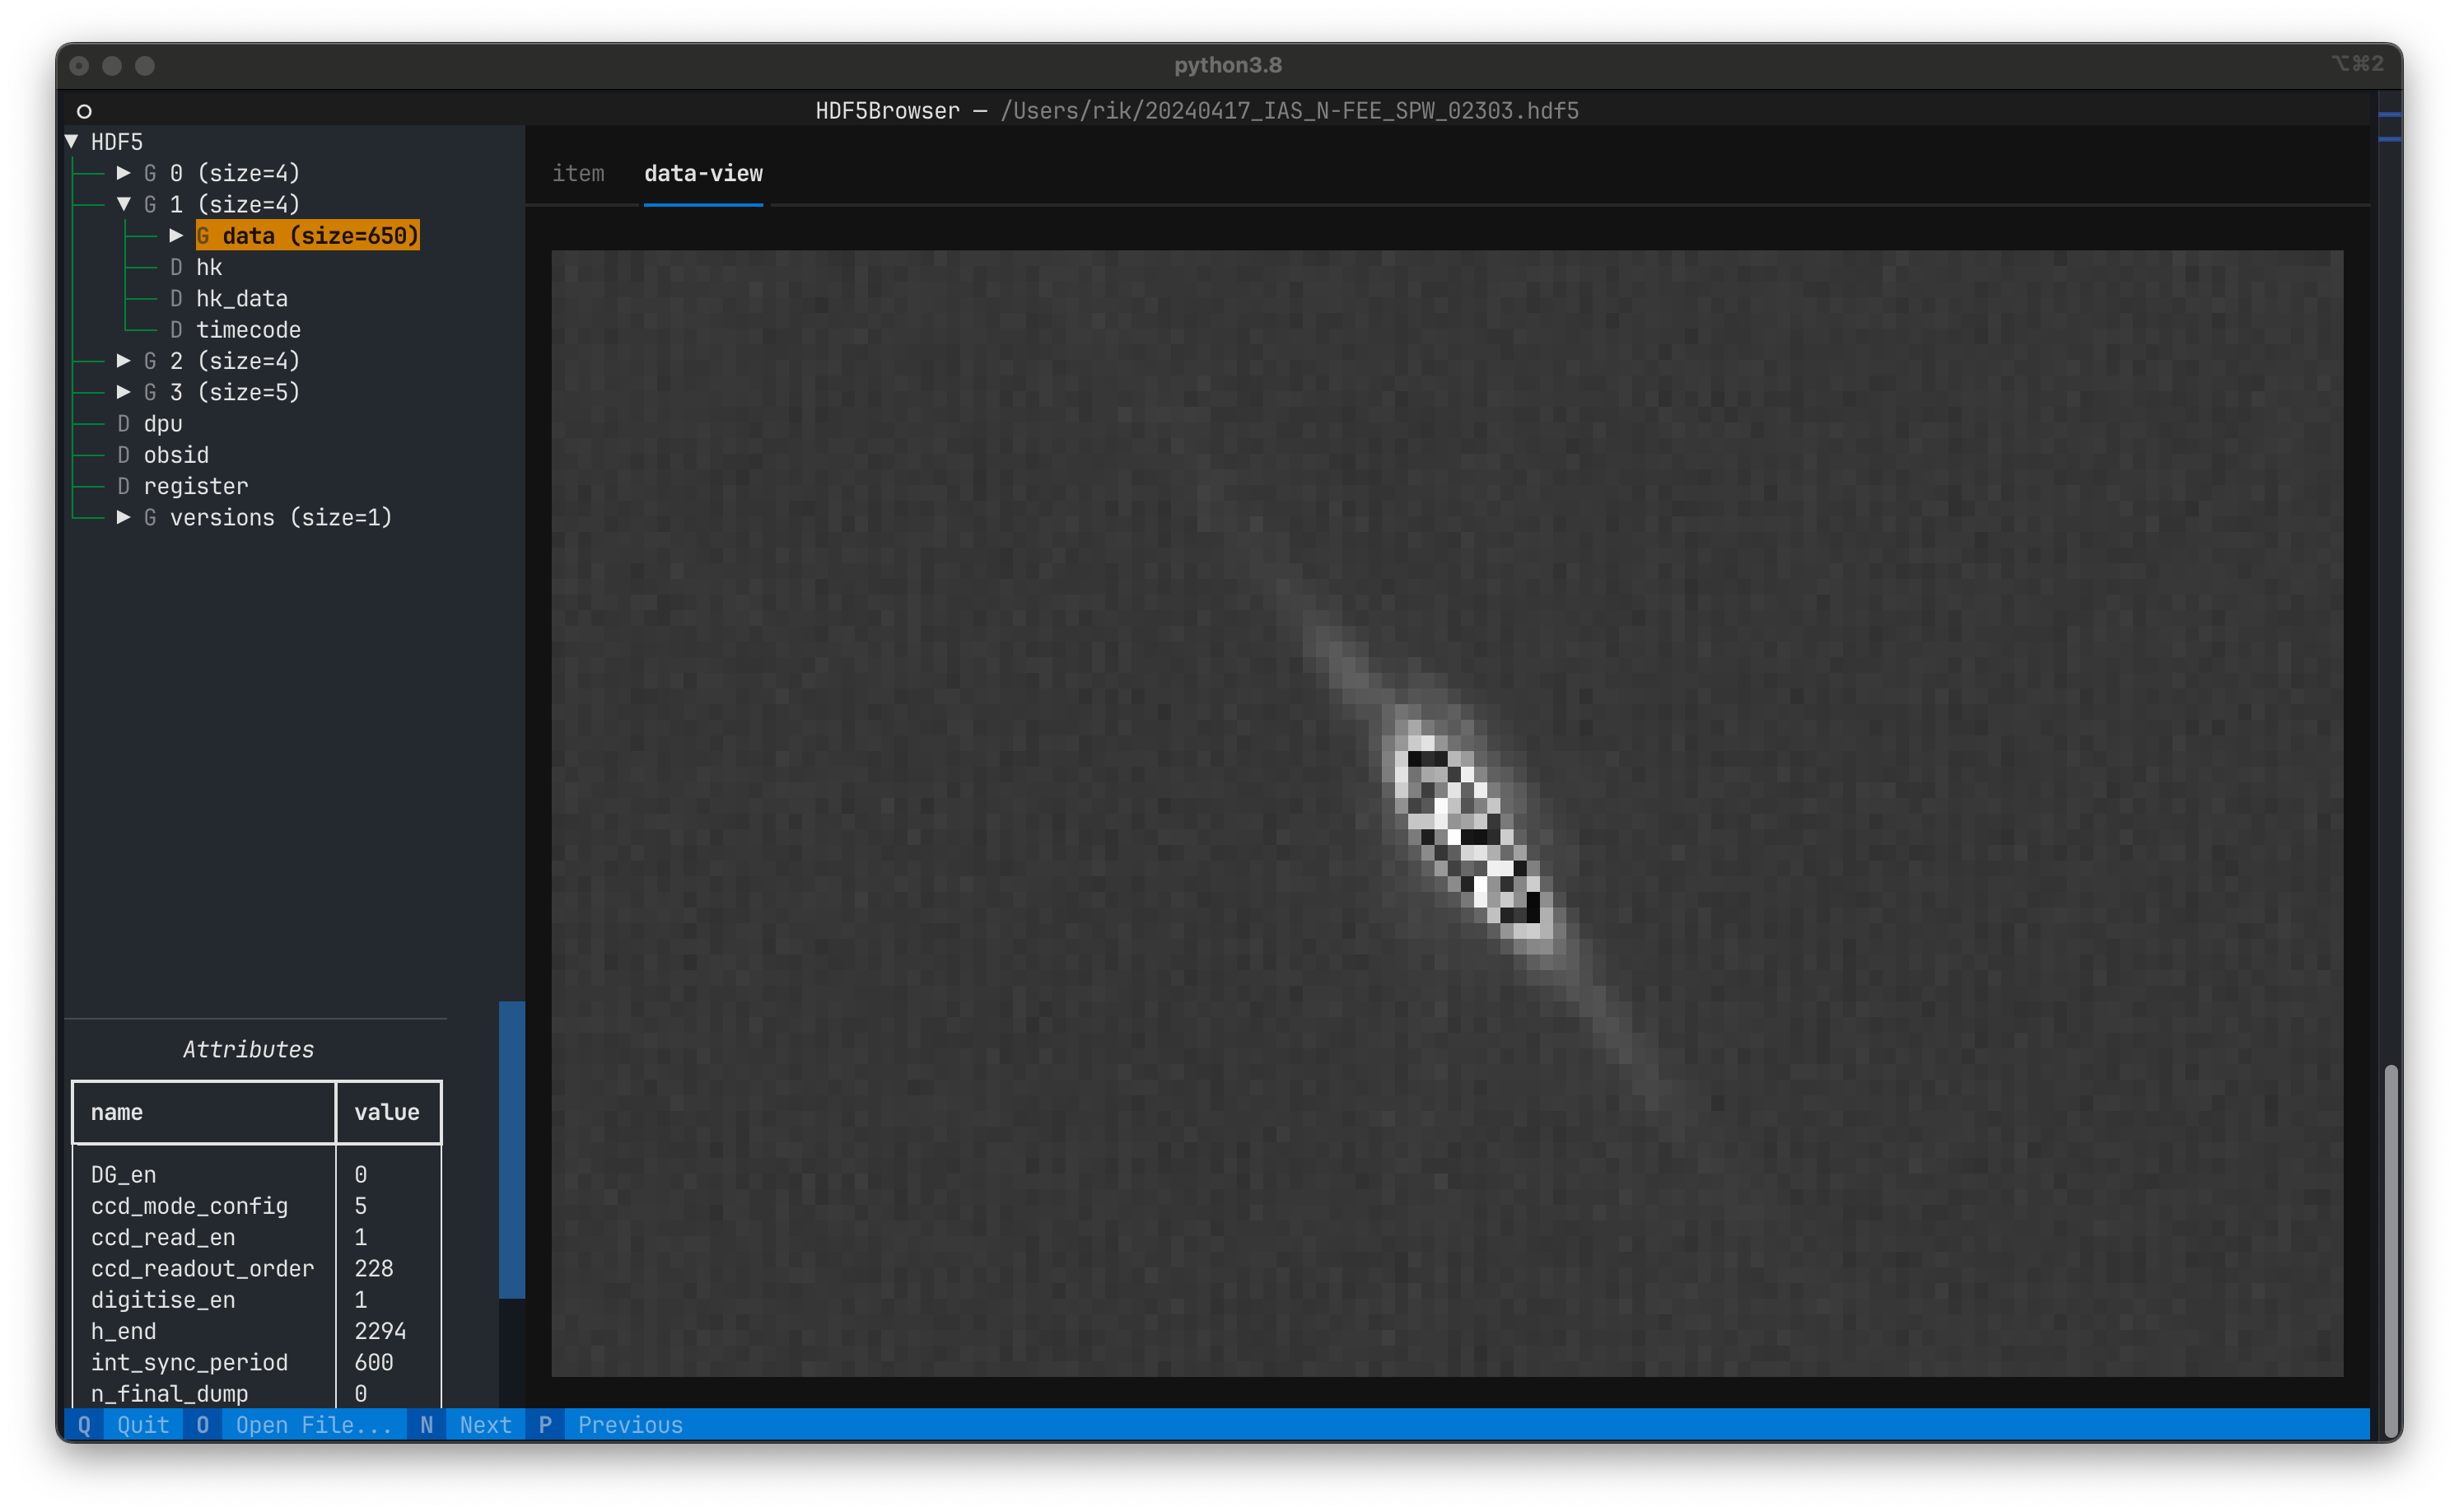 python3.8
⌥⌘2
HDF5Browser — /Users/rik/20240417_IAS_N-FEE_SPW_02303.hdf5
▼ HDF5
▶ G 0 (size=4)
▼ G 1 (size=4)
▶ G data (size=650)
D hk
D hk_data
D timecode
▶ G 2 (size=4)
▶ G 3 (size=5)
D dpu
D obsid
D register
▶ G versions (size=1)
item data-view
Attributes
name value
DG_en 0
ccd_mode_config 5
ccd_read_en 1
ccd_readout_order 228
digitise_en 1
h_end 2294
int_sync_period 600
n_final_dump 0
Q Quit O Open File... N Next P Previous